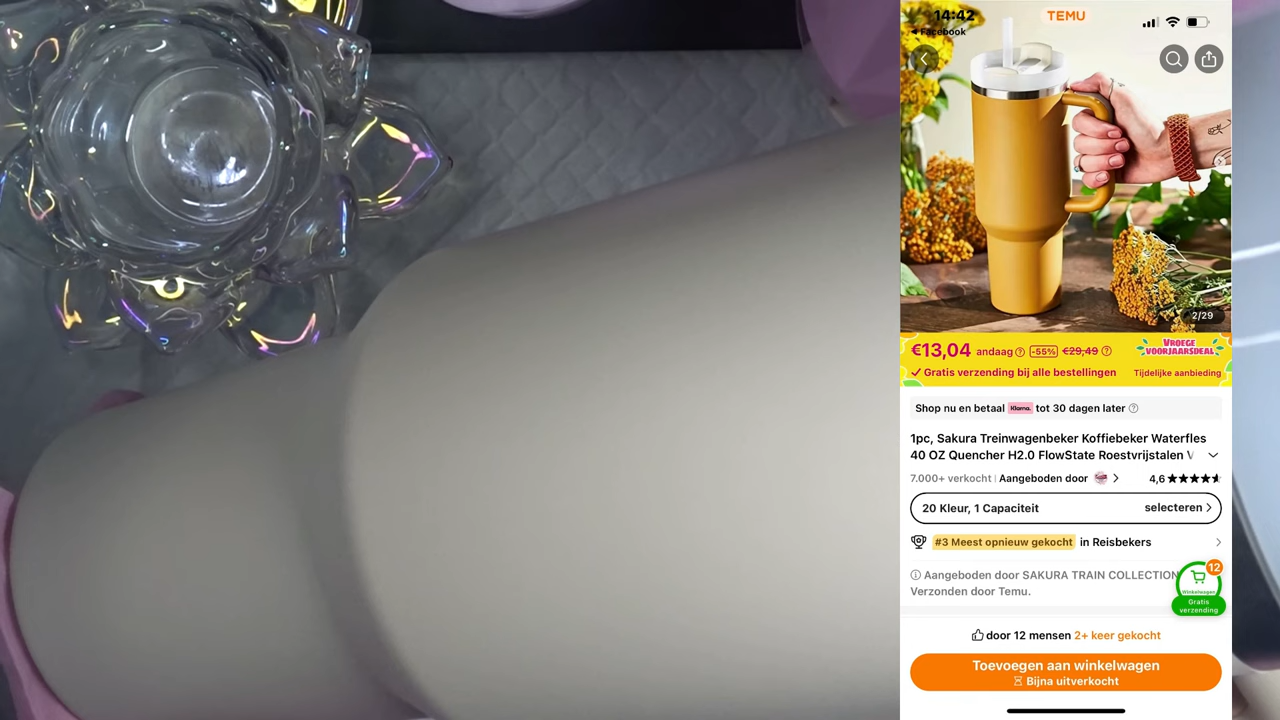 14:42
TEMU
◀ Facebook
2/29
€13,04 andaag -55% €29,49
VROEGE VOORJAARSDEAL
✓ Gratis verzending bij alle bestellingen
Tijdelijke aanbieding
Shop nu en betaal Klarna. tot 30 dagen later
1pc, Sakura Treinwagenbeker Koffiebeker Waterfles
40 OZ Quencher H2.0 FlowState Roestvrijstalen V
7.000+ verkocht | Aangeboden door
4,6
20 Kleur, 1 Capaciteit
selecteren
#3 Meest opnieuw gekocht in Reisbekers
Aangeboden door SAKURA TRAIN COLLECTION
Verzonden door Temu.
12
Winkelwagen
Gratis verzending
door 12 mensen 2+ keer gekocht
Toevoegen aan winkelwagen
Bijna uitverkocht